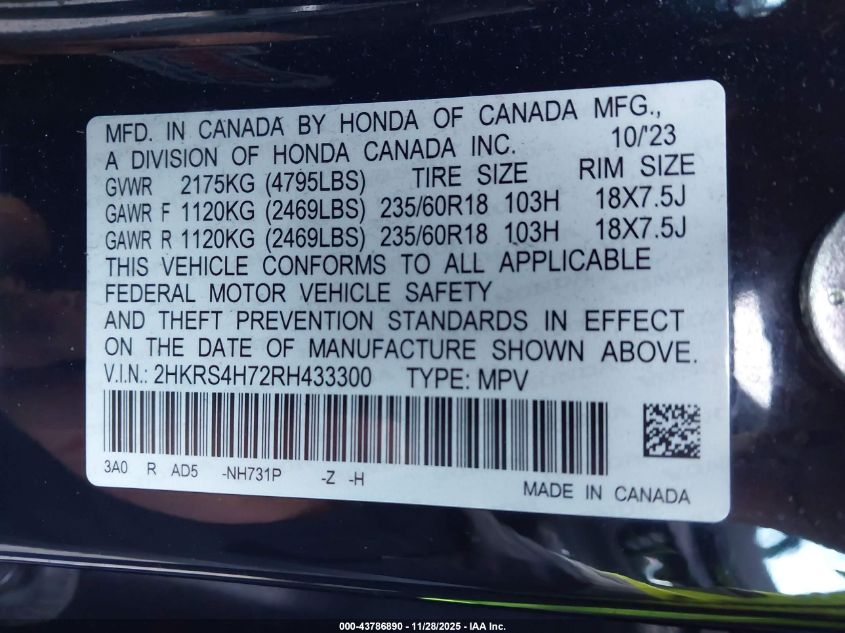 MFD. IN CANADA BY HONDA OF CANADA MFG.,
A DIVISION OF HONDA CANADA INC. 10/'23
GVWR 2175KG (4795LBS) TIRE SIZE RIM SIZE
GAWR F 1120KG (2469LBS) 235/60R18 103H 18X7.5J
GAWR R 1120KG (2469LBS) 235/60R18 103H 18X7.5J
THIS VEHICLE CONFORMS TO ALL APPLICABLE
FEDERAL MOTOR VEHICLE SAFETY
AND THEFT PREVENTION STANDARDS IN EFFECT
ON THE DATE OF MANUFACTURE SHOWN ABOVE.
V.I.N.: 2HKRS4H72RH433300 TYPE: MPV
3A0 R AD5 -NH731P -Z -H
MADE IN CANADA
000-43786890 - 11/28/2025 - IAA Inc.